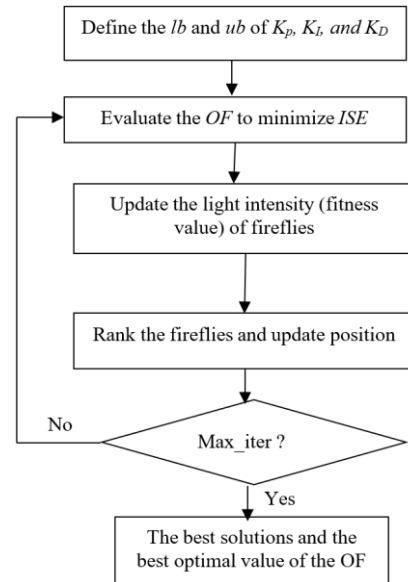 Define the lb and ub of Kp, KI, and KD
Evaluate the OF to minimize ISE
Update the light intensity (fitness
value) of fireflies
Rank the fireflies and update position
No
Max_iter ?
Yes
The best solutions and the
best optimal value of the OF